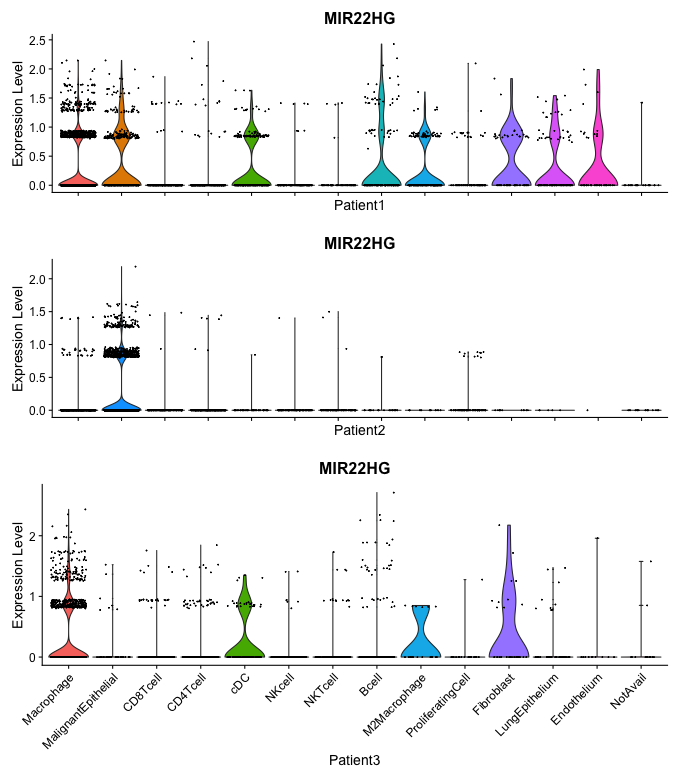 MIR22HG
Expression Level
2.5
2.0
1.5
1.0
0.5
0.0
Patient1
MIR22HG
Expression Level
2.0
1.5
1.0
0.5
0.0
Patient2
MIR22HG
Expression Level
2
1
0
Macrophage
MalignantEpithelial
CD8Tcell
CD4Tcell
cDC
NKcell
NKTcell
Bcell
M2Macrophage
ProliferatingCell
Fibroblast
LungEpithelium
Endothelium
NotAvail
Patient3